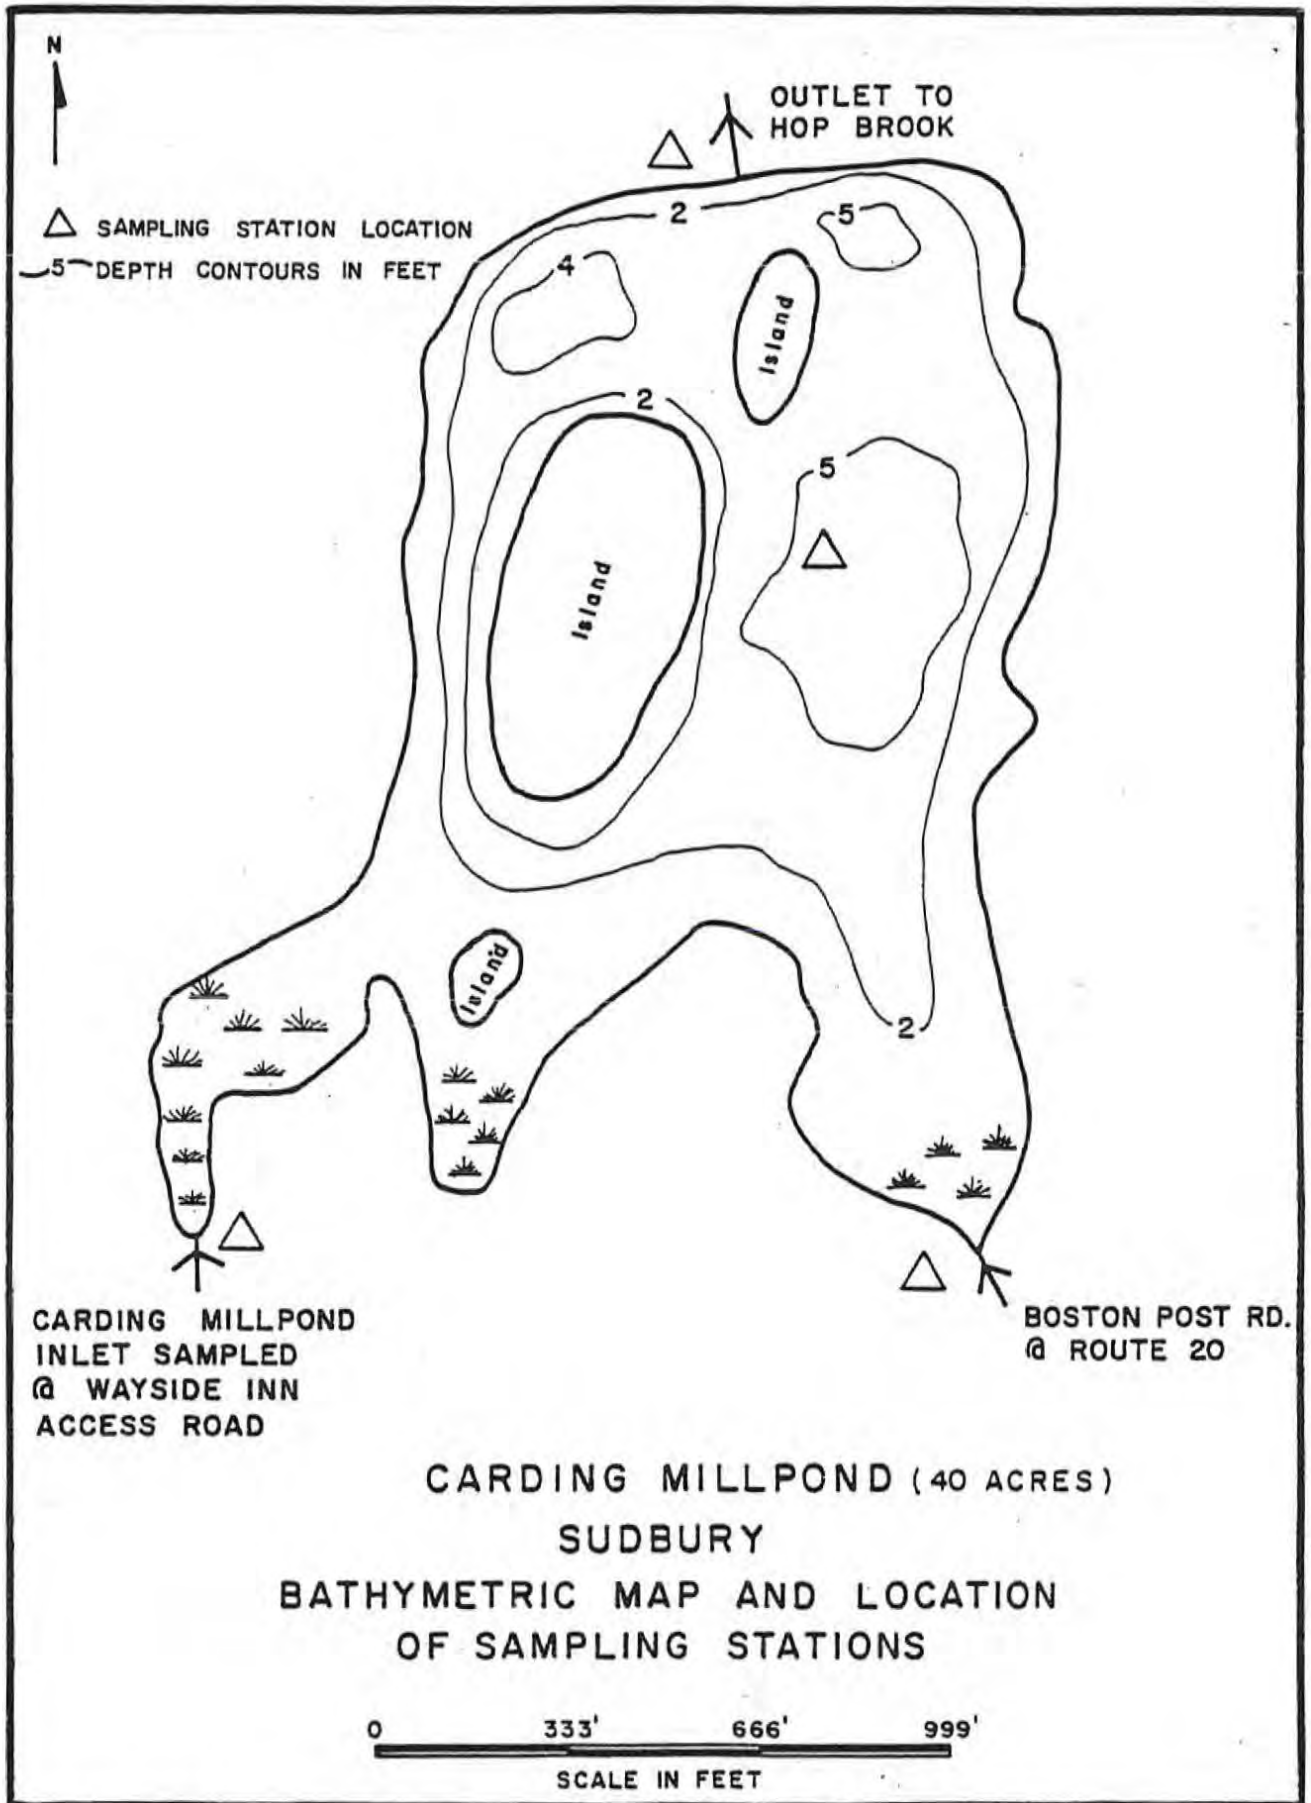 N
OUTLET TO
HOP BROOK
SAMPLING STATION LOCATION
5 DEPTH CONTOURS IN FEET
2
5
4
Island
2
5
Island
Island
2
CARDING MILLPOND
INLET SAMPLED
@ WAYSIDE INN
ACCESS ROAD
BOSTON POST RD.
@ ROUTE 20
CARDING MILLPOND (40 ACRES)
SUDBURY
BATHYMETRIC MAP AND LOCATION
OF SAMPLING STATIONS
0 333' 666' 999'
SCALE IN FEET